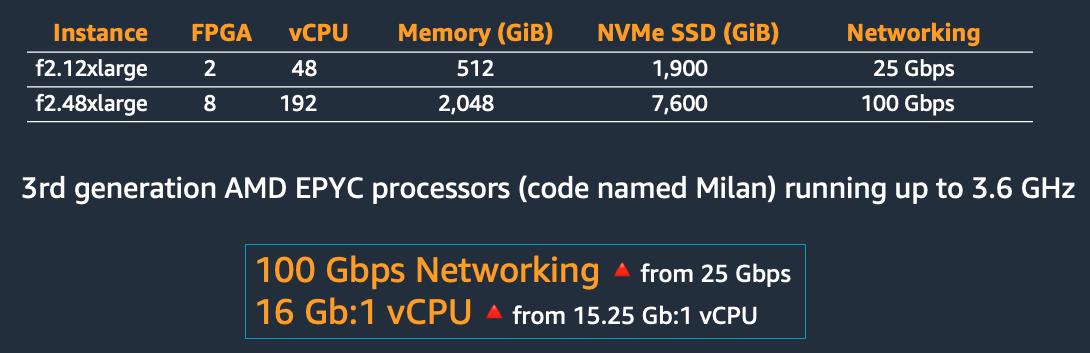 Instance FPGA vCPU Memory (GiB) NVMe SSD (GiB) Networking
f2.12xlarge 2 48 512 1,900 25 Gbps
f2.48xlarge 8 192 2,048 7,600 100 Gbps
3rd generation AMD EPYC processors (code named Milan) running up to 3.6 GHz
100 Gbps Networking 🔺 from 25 Gbps
16 Gb:1 vCPU 🔺 from 15.25 Gb:1 vCPU